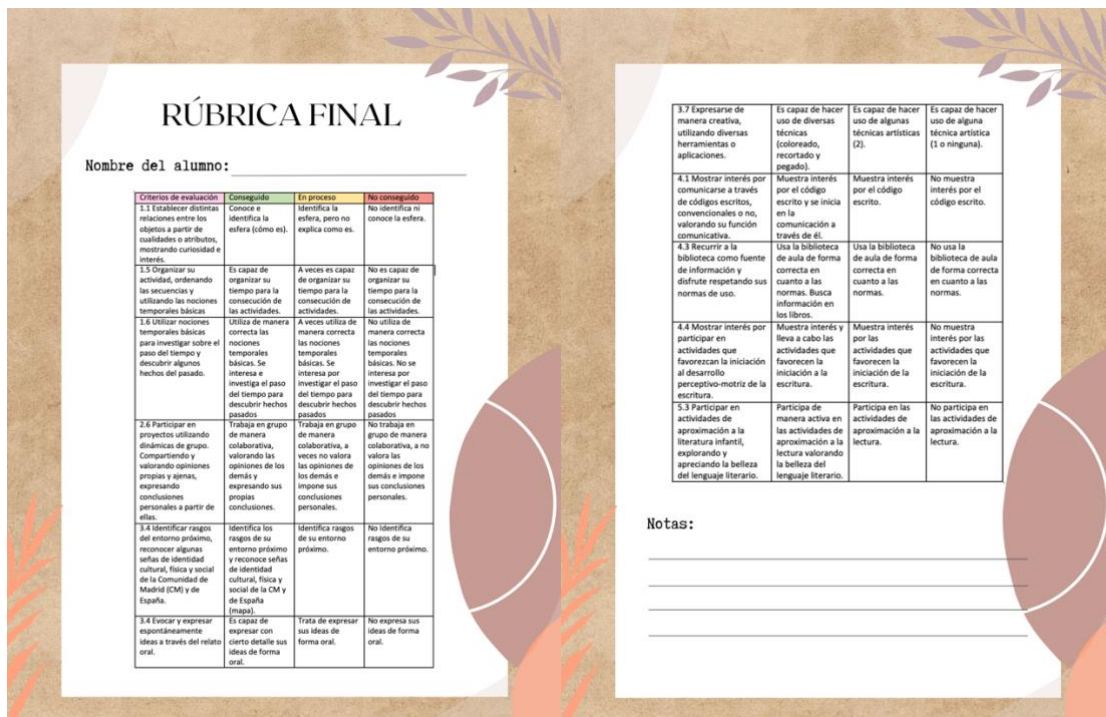 RÚBRICA FINAL
Nombre del alumno:
Criterios de evaluación
Conseguido
En proceso
No conseguido
1.1 Establecer distintas
relaciones entre los
objetos a partir de
cualidades o atributos,
mostrando curiosidad e
interés.
Conoce e
identifica la
esfera (cómo es).
Identifica la
esfera, pero no
explica como es.
No identifica ni
conoce la esfera.
1.5 Organizar su
actividad, ordenando
las secuencias y
utilizando las nociones
temporales básicas
Es capaz de
organizar su
tiempo para la
consecución de
las actividades.
A veces es capaz
de organizar su
tiempo para la
consecución de
actividades.
No es capaz de
organizar su
tiempo para la
consecución de
las actividades.
1.6 Utilizar nociones
temporales básicas
para investigar sobre el
paso del tiempo y
descubrir algunos
hechos del pasado.
Utiliza de manera
correcta las
nociones
temporales
básicas. Se
interesa e
investiga el paso
del tiempo para
descubrir hechos
pasados
A veces utiliza de
manera correcta
las nociones
temporales
básicas. Se
interesa por
investigar el paso
del tiempo para
descubrir hechos
pasados
No utiliza de
manera correcta
las nociones
temporales
básicas. No se
interesa por
investigar el paso
del tiempo para
descubrir hechos
pasados
2.6 Participar en
proyectos utilizando
dinámicas de grupo.
Compartiendo y
valorando opiniones
propias y ajenas,
expresando
conclusiones
personales a partir de
ellas.
Trabaja en grupo
de manera
colaborativa,
valorando las
opiniones de los
demás y
expresando sus
propias
conclusiones.
Trabaja en grupo
de manera
colaborativa, a
veces no valora
las opiniones de
los demás e
impone sus
conclusiones
personales.
No trabaja en
grupo de manera
colaborativa, a no
valora las
opiniones de los
demás e impone
sus conclusiones
personales.
3.4 Identificar rasgos
del entorno próximo,
reconocer algunas
señas de identidad
cultural, física y social
de la Comunidad de
Madrid (CM) y de
España.
Identifica los
rasgos de su
entorno próximo
y reconoce señas
de identidad
cultural, física y
social de la CM y
de España
(mapa).
Identifica rasgos
de su entorno
próximo.
No Identifica
rasgos de su
entorno próximo.
3.4 Evocar y expresar
espontáneamente
ideas a través del relato
oral.
Es capaz de
expresar con
cierto detalle sus
ideas de forma
oral.
Trata de expresar
sus ideas de
forma oral.
No expresa sus
ideas de forma
oral.
3.7 Expresarse de
manera creativa,
utilizando diversas
herramientas o
aplicaciones.
Es capaz de hacer
uso de diversas
técnicas
(coloreado,
recortado y
pegado).
Es capaz de hacer
uso de algunas
técnicas artísticas
(2).
Es capaz de hacer
uso de alguna
técnica artística
(1 o ninguna).
4.1 Mostrar interés por
comunicarse a través
de códigos escritos,
convencionales o no,
valorando su función
comunicativa.
Muestra interés
por el código
escrito y se inicia
en la
comunicación a
través de él.
Muestra interés
por el código
escrito.
No muestra
interés por el
código escrito.
4.3 Recurrir a la
biblioteca como fuente
de información y
disfrute respetando sus
normas de uso.
Usa la biblioteca
de aula de forma
correcta en
cuanto a las
normas. Busca
información en
los libros.
Usa la biblioteca
de aula de forma
correcta en
cuanto a las
normas.
No usa la
biblioteca de aula
de forma correcta
en cuanto a las
normas.
4.4 Mostrar interés por
participar en
actividades que
favorezcan la iniciación
al desarrollo
perceptivo-motriz de la
escritura.
Muestra interés y
lleva a cabo las
actividades que
favorecen la
iniciación a la
escritura.
Muestra interés
por las
actividades que
favorecen la
iniciación de la
escritura.
No muestra
interés por las
actividades que
favorecen la
iniciación de la
escritura.
5.3 Participar en
actividades de
aproximación a la
literatura infantil,
explorando y
apreciando la belleza
del lenguaje literario.
Participa de
manera activa en
las actividades de
aproximación a la
lectura valorando
la belleza del
lenguaje literario.
Participa en las
actividades de
aproximación a la
lectura.
No participa en
las actividades de
aproximación a la
lectura.
Notas: